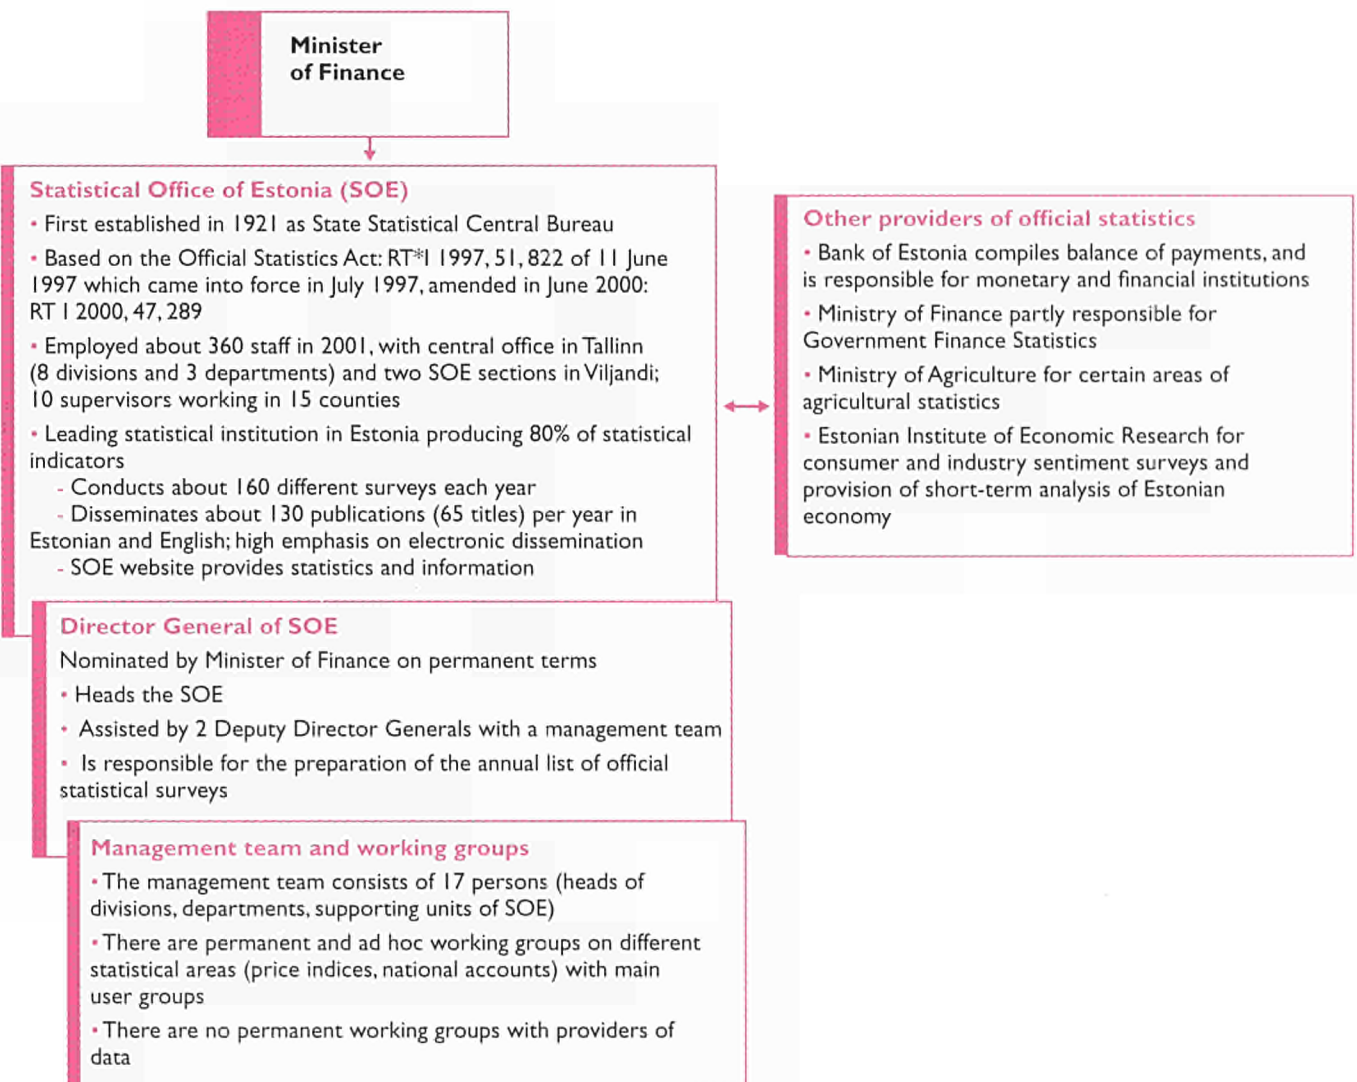 Minister
of Finance
Statistical Office of Estonia (SOE)
• First established in 1921 as State Statistical Central Bureau
• Based on the Official Statistics Act: RT*I 1997, 51, 822 of 11 June
1997 which came into force in July 1997, amended in June 2000:
RT I 2000, 47, 289
• Employed about 360 staff in 2001, with central office in Tallinn
(8 divisions and 3 departments) and two SOE sections in Viljandi;
10 supervisors working in 15 counties
• Leading statistical institution in Estonia producing 80% of statistical
indicators
- Conducts about 160 different surveys each year
- Disseminates about 130 publications (65 titles) per year in
Estonian and English; high emphasis on electronic dissemination
- SOE website provides statistics and information
Other providers of official statistics
• Bank of Estonia compiles balance of payments, and
is responsible for monetary and financial institutions
• Ministry of Finance partly responsible for
Government Finance Statistics
• Ministry of Agriculture for certain areas of
agricultural statistics
• Estonian Institute of Economic Research for
consumer and industry sentiment surveys and
provision of short-term analysis of Estonian
economy
Director General of SOE
Nominated by Minister of Finance on permanent terms
• Heads the SOE
• Assisted by 2 Deputy Director Generals with a management team
• Is responsible for the preparation of the annual list of official
statistical surveys
Management team and working groups
• The management team consists of 17 persons (heads of
divisions, departments, supporting units of SOE)
• There are permanent and ad hoc working groups on different
statistical areas (price indices, national accounts) with main
user groups
• There are no permanent working groups with providers of
data